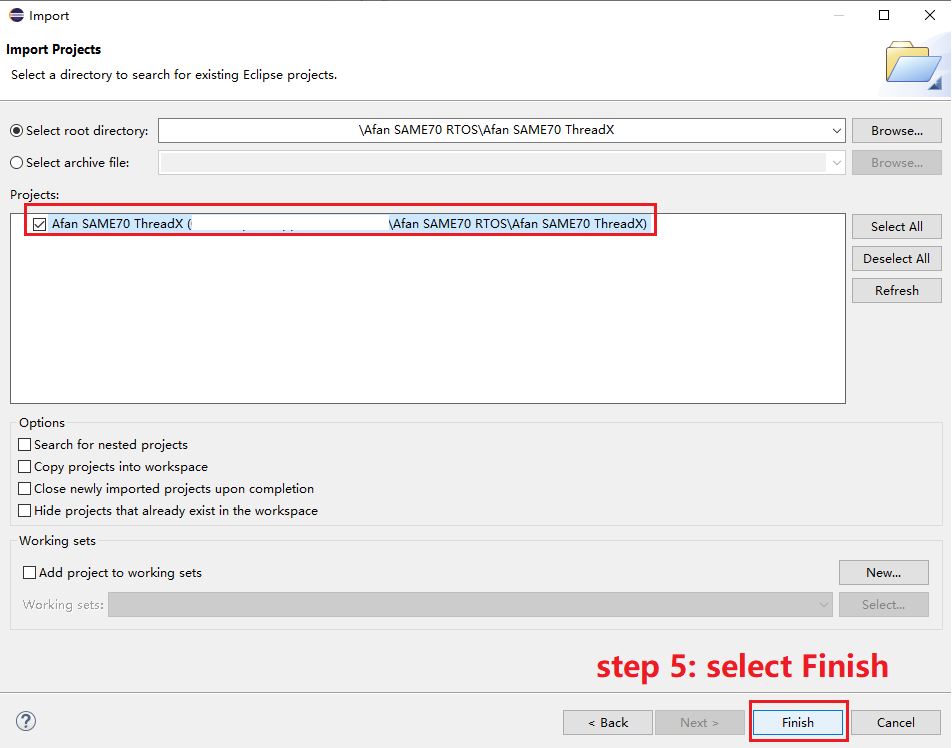 Import
Import Projects
Select a directory to search for existing Eclipse projects.
Select root directory:
\Afan SAME70 RTOS\Afan SAME70 ThreadX
Browse...
Select archive file:
Browse...
Projects:
Afan SAME70 ThreadX ( \Afan SAME70 RTOS\Afan SAME70 ThreadX)
Select All
Deselect All
Refresh
Options
Search for nested projects
Copy projects into workspace
Close newly imported projects upon completion
Hide projects that already exist in the workspace
Working sets
Add project to working sets
New...
Working sets:
Select...
step 5: select Finish
?
< Back
Next >
Finish
Cancel